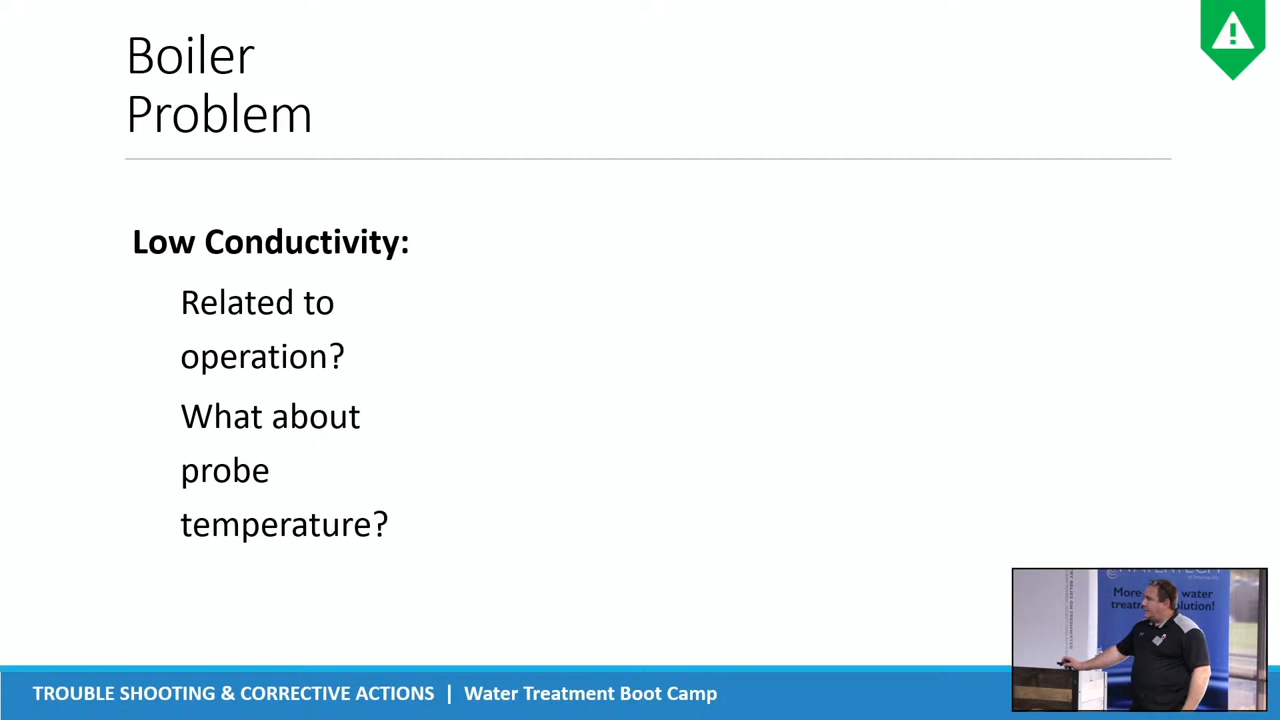 Boiler
Problem
Low Conductivity:
Related to
operation?
What about
probe
temperature?
WATERTECH
More
water
treatment
solution!
TROUBLE SHOOTING & CORRECTIVE ACTIONS | Water Treatment Boot Camp